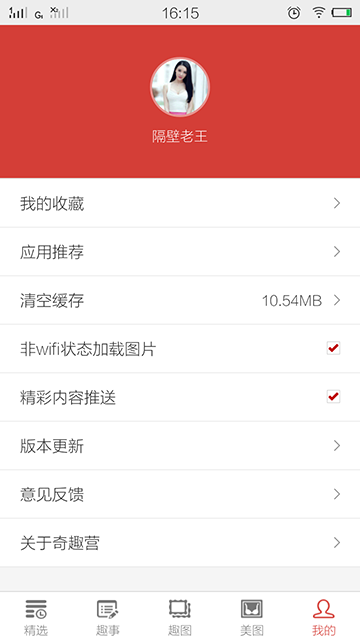 16:15
隔壁老王
我的收藏
应用推荐
清空缓存 10.54MB
非wifi状态加载图片
精彩内容推送
版本更新
意见反馈
关于奇趣营
精选 趣事 趣图 美图 我的